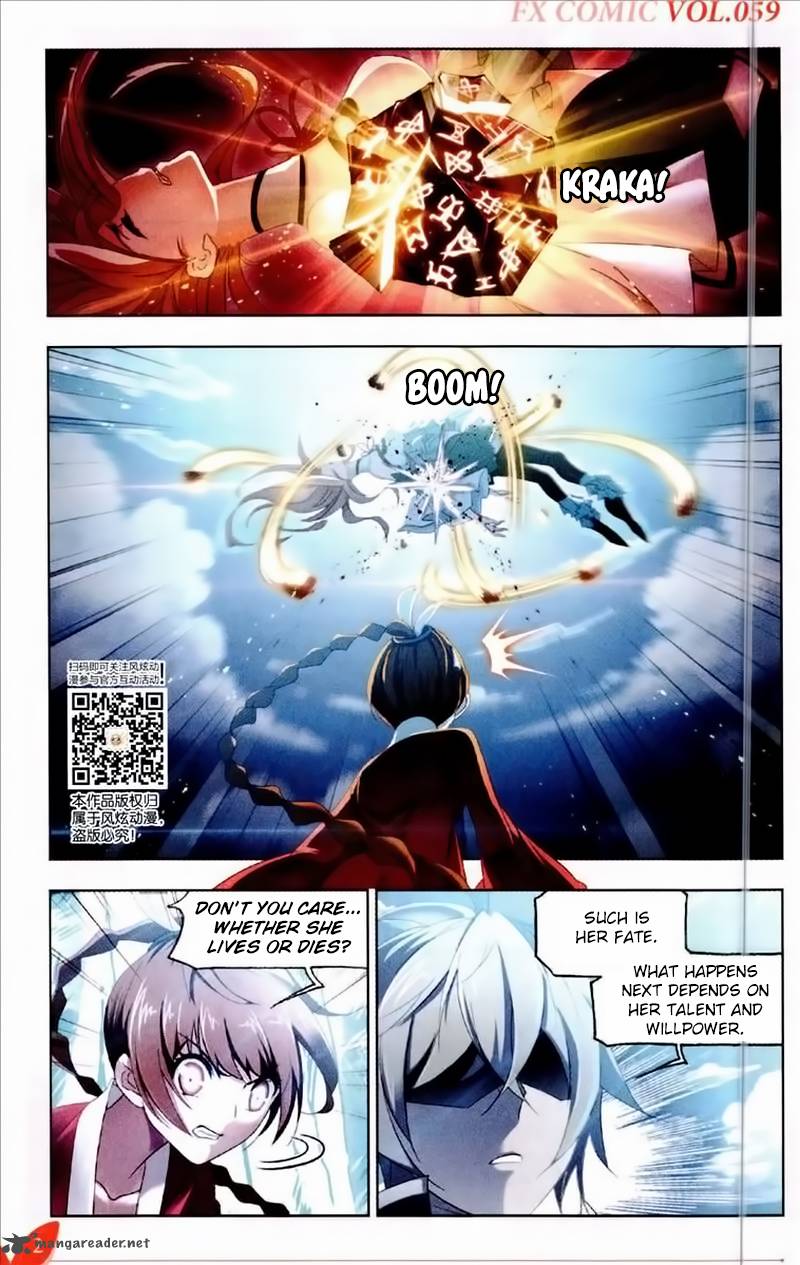 FX COMIC VOL.059
KRAKA!
BOOM!
扫码即可关注风炫动
漫参与官方互动活动!
本作品版权归
属于风炫动漫,
盗版必究!
DON'T YOU CARE...
WHETHER SHE
LIVES OR DIES?
SUCH IS
HER FATE.
WHAT HAPPENS
NEXT DEPENDS ON
HER TALENT AND
WILLPOWER.
2
mangareader.net